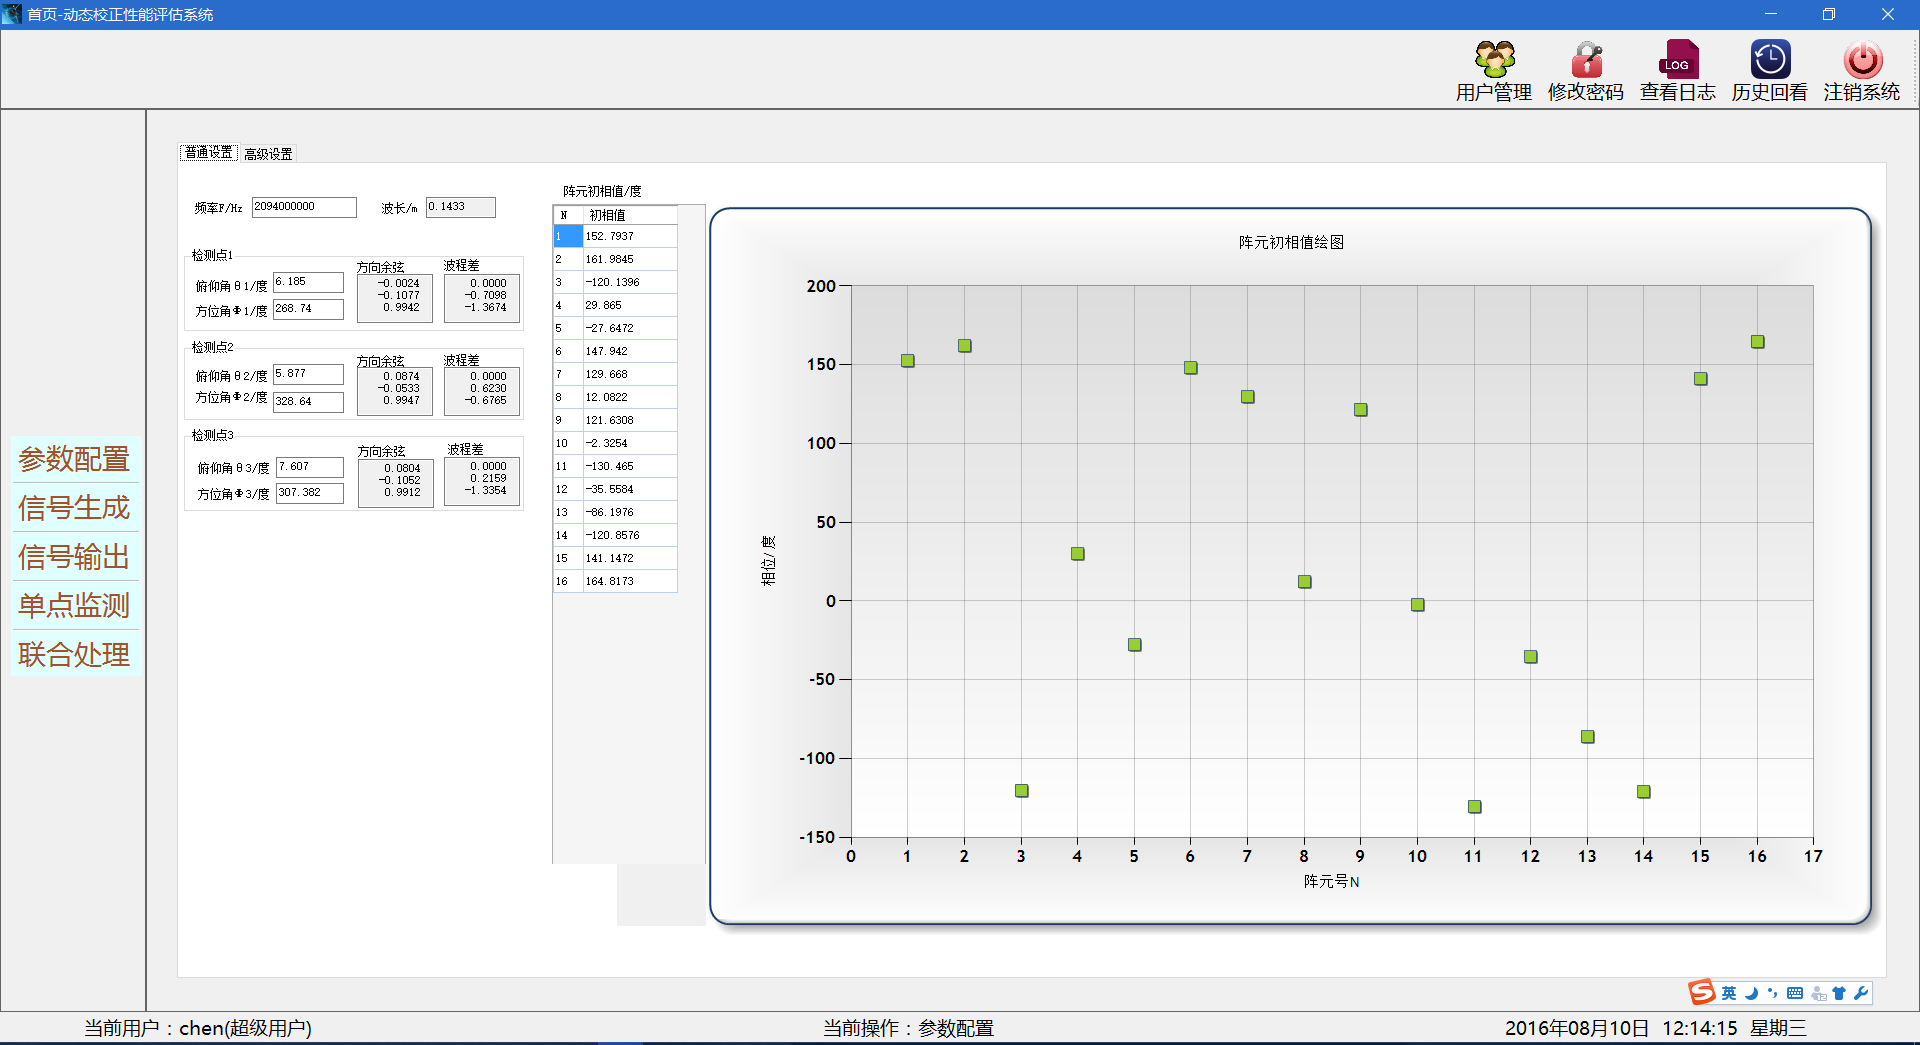 首页-动态校正性能评估系统
用户管理 修改密码 查看日志 历史回看 注销系统
LOG
普通设置 高级设置
频率F/Hz 2094000000 波长/m 0.1433
检测点1
俯仰角θ1/度 6.185
方位角Φ1/度 268.74
方向余弦
-0.0024
-0.1077
0.9942
波程差
0.0000
-0.7098
-1.3674
检测点2
俯仰角θ2/度 5.877
方位角Φ2/度 328.64
方向余弦
0.0874
-0.0533
0.9947
波程差
0.0000
0.6230
-0.6765
检测点3
俯仰角θ3/度 7.607
方位角Φ3/度 307.382
方向余弦
0.0804
-0.1052
0.9912
波程差
0.0000
0.2159
-1.3354
阵元初相值/度
N 初相值
1 152.7937
2 161.9845
3 -120.1396
4 29.865
5 -27.6472
6 147.942
7 129.668
8 12.0822
9 121.6308
10 -2.3254
11 -130.465
12 -35.5584
13 -86.1976
14 -120.8576
15 141.1472
16 164.8173
阵元初相值绘图
相位/度
200
150
100
50
0
-50
-100
-150
0 1 2 3 4 5 6 7 8 9 10 11 12 13 14 15 16 17
阵元号N
参数配置
信号生成
信号输出
单点监测
联合处理
英
当前用户：chen(超级用户) 当前操作：参数配置 2016年08月10日 12:14:15 星期三